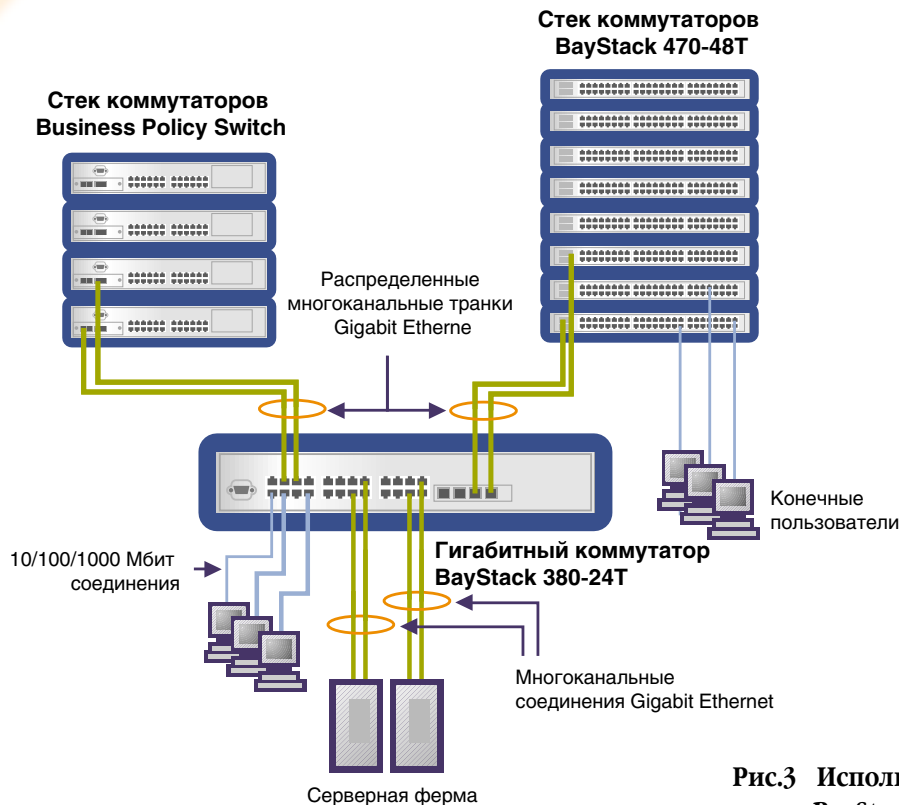 Стек коммутаторов
BayStack 470-48T
Стек коммутаторов
Business Policy Switch
Распределенные
многоканальные транки
Gigabit Etherne
Конечные
пользователи
10/100/1000 Мбит
соединения
Гигабитный коммутатор
BayStack 380-24T
Многоканальные
соединения Gigabit Ethernet
Серверная ферма
Рис.3